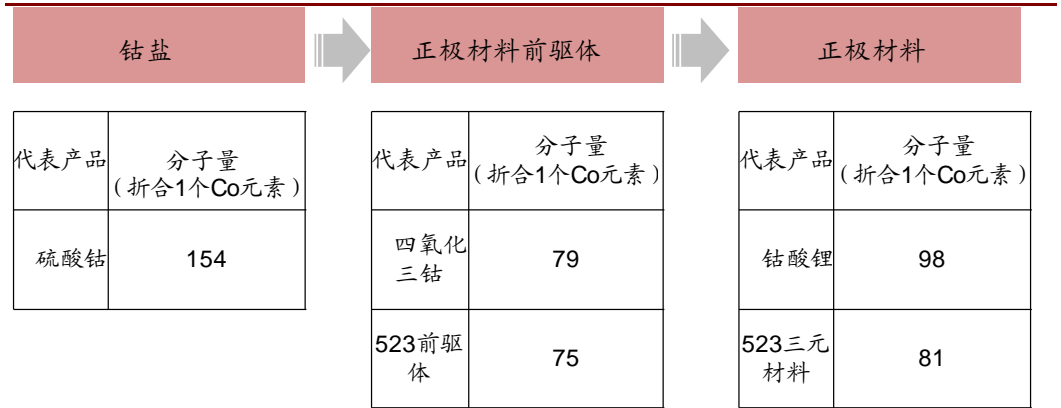 钴盐
正极材料前驱体
正极材料
代表产品
分子量
（折合1个Co元素）
硫酸钴
154
代表产品
分子量
（折合1个Co元素）
四氧化
三钴
79
523前驱
体
75
代表产品
分子量
（折合1个Co元素）
钴酸锂
98
523三元
材料
81